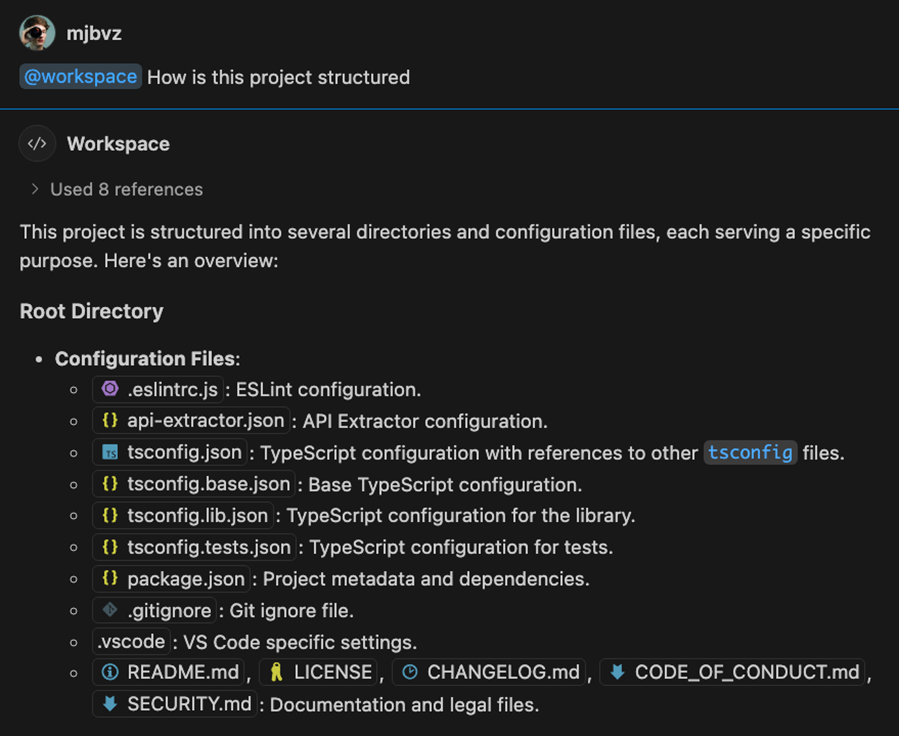 mjbvz
@workspace How is this project structured
Workspace
Used 8 references
This project is structured into several directories and configuration files, each serving a specific
purpose. Here's an overview:
Root Directory
Configuration Files:
.eslintrc.js : ESLint configuration.
{} api-extractor.json : API Extractor configuration.
TS tsconfig.json : TypeScript configuration with references to other tsconfig files.
{} tsconfig.base.json : Base TypeScript configuration.
{} tsconfig.lib.json : TypeScript configuration for the library.
{} tsconfig.tests.json : TypeScript configuration for tests.
{} package.json : Project metadata and dependencies.
.gitignore : Git ignore file.
.vscode : VS Code specific settings.
README.md , LICENSE , CHANGELOG.md , CODE_OF_CONDUCT.md ,
SECURITY.md : Documentation and legal files.